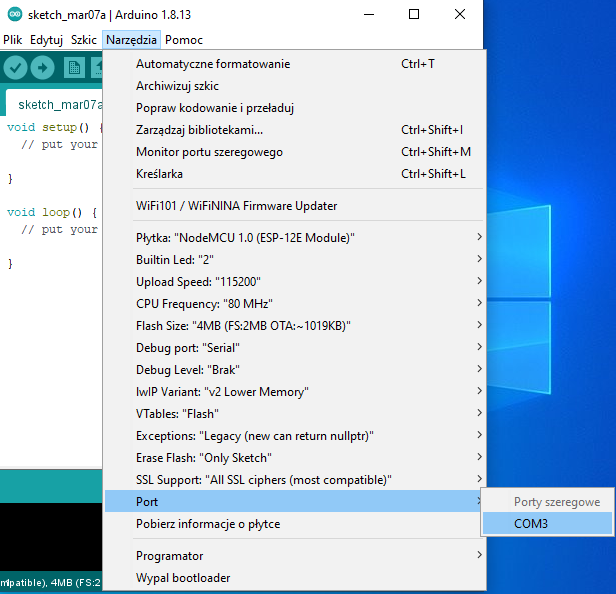 sketch_mar07a | Arduino 1.8.13
Plik Edytuj Szkic Narzędzia Pomoc
sketch_mar07a
void setup() {
// put your
}
void loop() {
// put your
}
Automatyczne formatowanie Ctrl+T
Archiwizuj szkic
Popraw kodowanie i przeładuj
Zarządzaj bibliotekami... Ctrl+Shift+I
Monitor portu szeregowego Ctrl+Shift+M
Kreślarka Ctrl+Shift+L
WiFi101 / WiFiNINA Firmware Updater
Płytka: "NodeMCU 1.0 (ESP-12E Module)"
Builtin Led: "2"
Upload Speed: "115200"
CPU Frequency: "80 MHz"
Flash Size: "4MB (FS:2MB OTA:~1019KB)"
Debug port: "Serial"
Debug Level: "Brak"
IwIP Variant: "v2 Lower Memory"
VTables: "Flash"
Exceptions: "Legacy (new can return nullptr)"
Erase Flash: "Only Sketch"
SSL Support: "All SSL ciphers (most compatible)"
Port
Porty szeregowe
COM3
Pobierz informacje o płytce
Programator
Wypal bootloader
mpatible), 4MB (FS:2